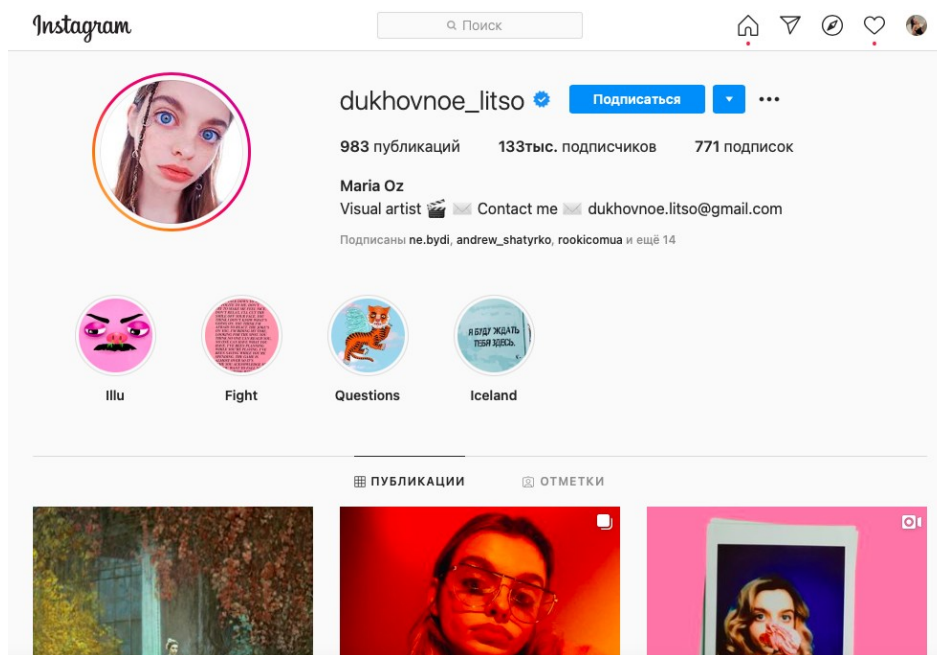 Instagram
Поиск
dukhovnoe_litso Подписаться
983 публикаций 133тыс. подписчиков 771 подписок
Maria Oz
Visual artist 🎬 ✉️ Contact me ✉️ dukhovnoe.litso@gmail.com
Подписаны ne.bydi, andrew_shatyrko, rookicomua и ещё 14
Я БУДУ ЖДАТЬ
ТЕБЯ ЗДЕСЬ.
Illu Fight Questions Iceland
ПУБЛИКАЦИИ ОТМЕТКИ